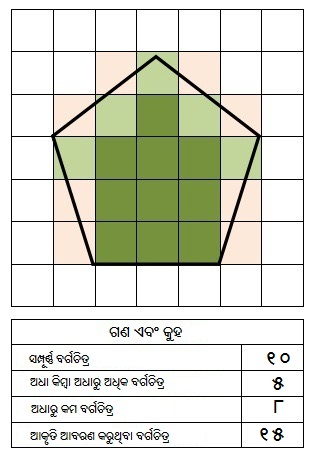 ଗଣ ଏବଂ କୁହ
ସମ୍ପୂର୍ଣ୍ଣ ବର୍ଗଚିତ୍ର ୧୦
ଅଧା କିମ୍ବା ଅଧାରୁ ଅଧିକ ବର୍ଗଚିତ୍ର ୫
ଅଧାରୁ କମ ବର୍ଗଚିତ୍ର ୮
ଆକୃତି ଆବରଣ କରୁଥିବା ବର୍ଗଚିତ୍ର ୧୫